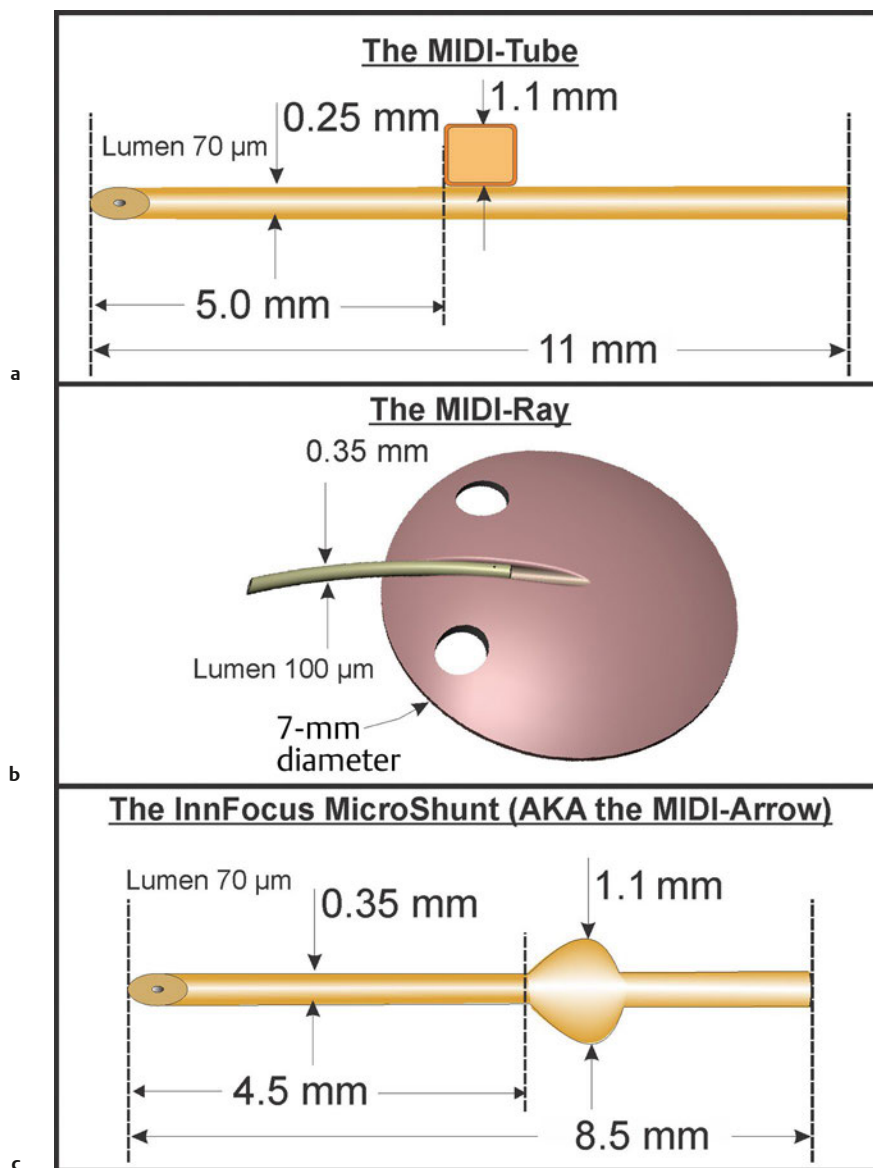 The MIDI-Tube
1.1 mm
0.25 mm
Lumen 70 µm
5.0 mm
11 mm
a
The MIDI-Ray
0.35 mm
Lumen 100 µm
7-mm
diameter
b
The InnFocus MicroShunt (AKA the MIDI-Arrow)
Lumen 70 µm
1.1 mm
0.35 mm
4.5 mm
8.5 mm
c